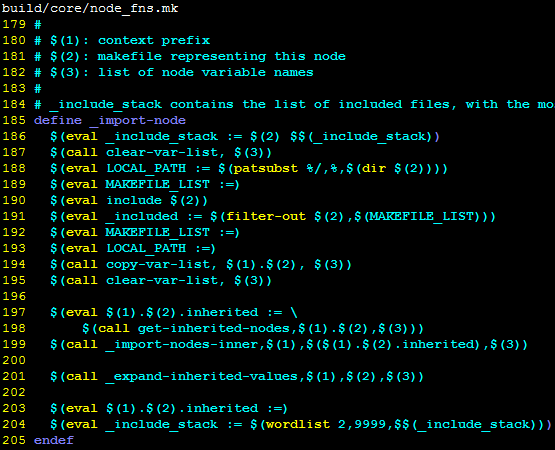 build/core/node_fns.mk
179 #
180 # $(1): context prefix
181 # $(2): makefile representing this node
182 # $(3): list of node variable names
183 #
184 # _include_stack contains the list of included files, with the mo
185 define _import-node
186   $(eval _include_stack := $(2) $$(_include_stack))
187   $(call clear-var-list, $(3))
188   $(eval LOCAL_PATH := $(patsubst %/,%,$(dir $(2))))
189   $(eval MAKEFILE_LIST :=)
190   $(eval include $(2))
191   $(eval _included := $(filter-out $(2),$(MAKEFILE_LIST)))
192   $(eval MAKEFILE_LIST :=)
193   $(eval LOCAL_PATH :=)
194   $(call copy-var-list, $(1).$(2), $(3))
195   $(call clear-var-list, $(3))
196
197   $(eval $(1).$(2).inherited := \
198       $(call get-inherited-nodes,$(1).$(2),$(3)))
199   $(call _import-nodes-inner,$(1),$($(1).$(2).inherited),$(3))
200
201   $(call _expand-inherited-values,$(1),$(2),$(3))
202
203   $(eval $(1).$(2).inherited :=)
204   $(eval _include_stack := $(wordlist 2,9999,$$(_include_stack)))
205 endef